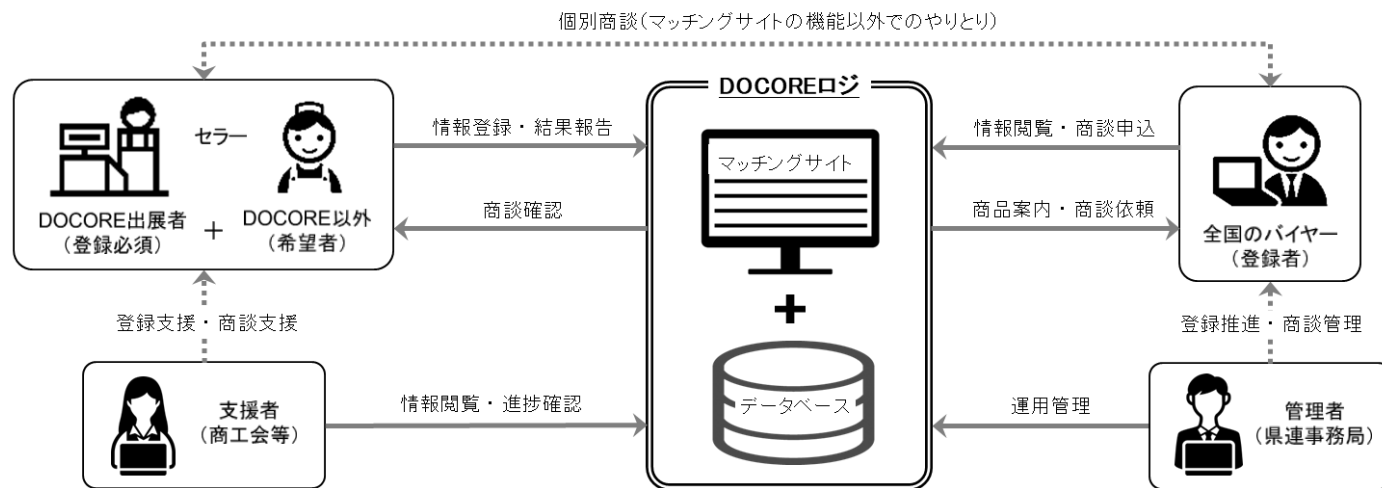 個別商談(マッチングサイトの機能以外でのやりとり)
DOCOREロジ
セラー
情報登録・結果報告
情報閲覧・商談申込
マッチングサイト
DOCORE出展者
(登録必須)
+
DOCORE以外
(希望者)
商談確認
商品案内・商談依頼
全国のバイヤー
(登録者)
+
登録支援・商談支援
登録推進・商談管理
支援者
(商工会等)
情報閲覧・進捗確認
データベース
運用管理
管理者
(県連事務局)